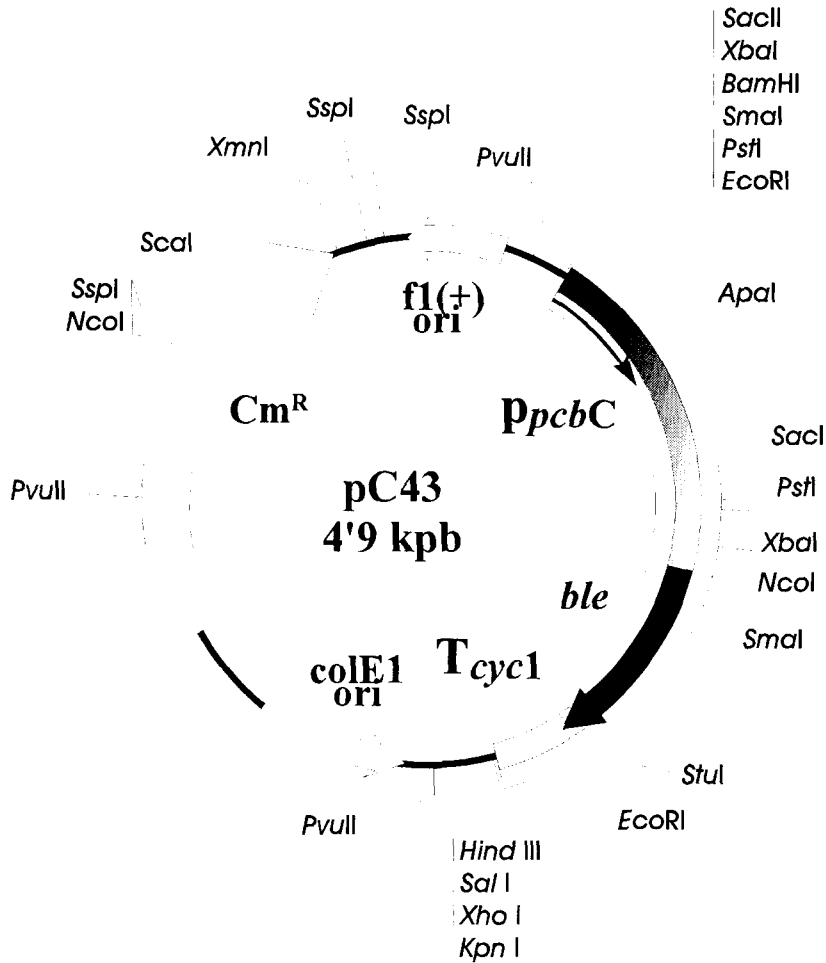 SacII
XbaI
BamHI
SmaI
PstI
EcoRI
SspI
SspI
XmnI
PvuII
ScaI
SspI
NcoI
ApaI
f1(+)
ori
CmR
PpcbC
SacI
PvuII
pC43
PstI
4'9 kpb
XbaI
NcoI
ble
SmaI
Tcyc1
colE1
ori
StuI
PvuII
EcoRI
Hind III
Sal I
Xho I
Kpn I